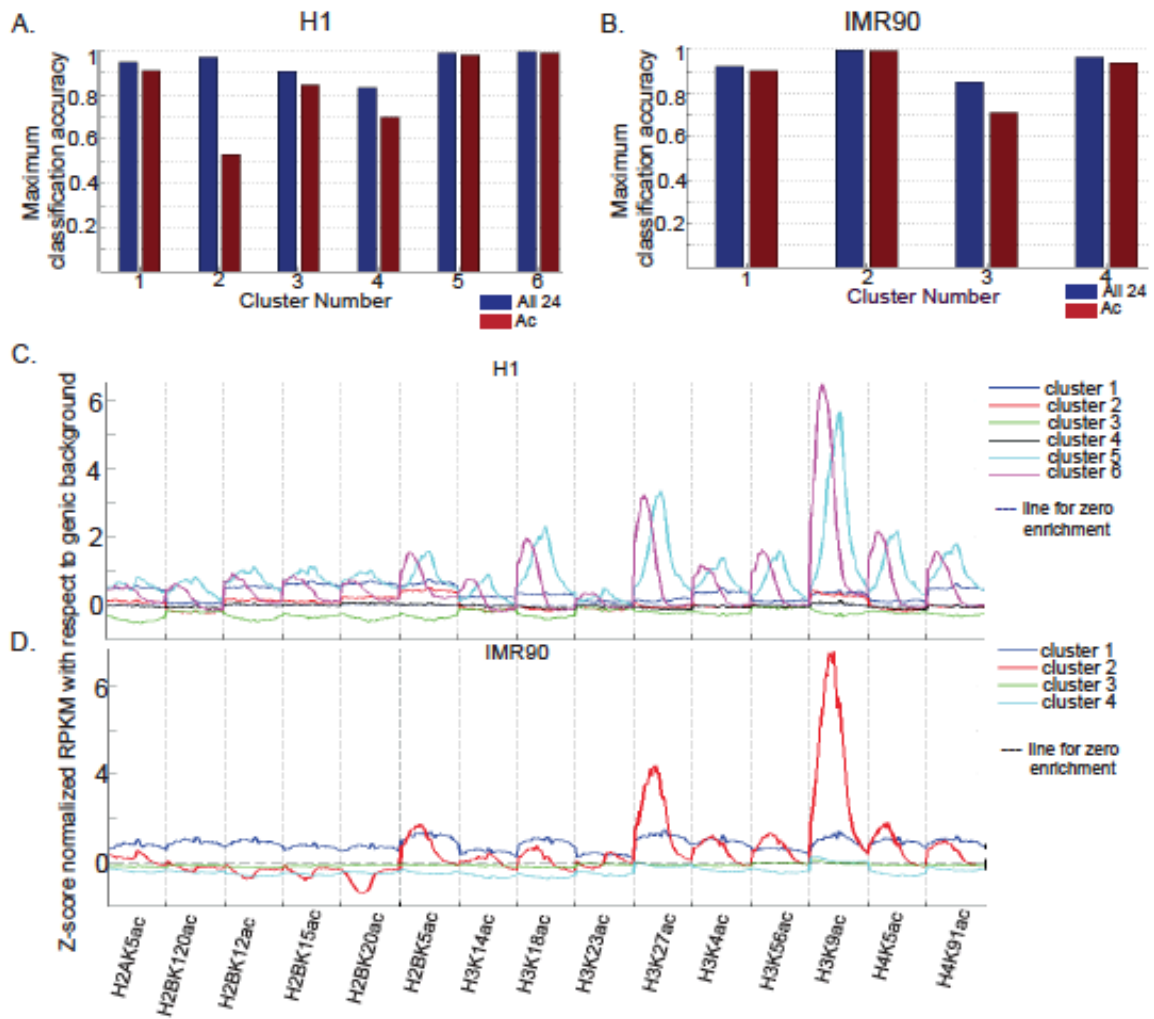 A.
H1
Maximum
classification accuracy
1
0.8
0.6
0.4
0.2
1 2 3 4 5 6
Cluster Number
All 24
Ac
B.
IMR90
Maximum
classification accuracy
1
0.8
0.6
0.4
0.2
1 2 3 4
Cluster Number
All 24
Ac
C.
H1
Z-score normalized RPKM with respect to genic background
6
4
2
0
cluster 1
cluster 2
cluster 3
cluster 4
cluster 5
cluster 6
line for zero
enrichment
D.
IMR90
6
4
0
cluster 1
cluster 2
cluster 3
cluster 4
line for zero
enrichment
H2AK5ac
H2BK120ac
H2BK12ac
H2BK15ac
H2BK20ac
H2BK5ac
H3K14ac
H3K18ac
H3K23ac
H3K27ac
H3K4ac
H3K56ac
H3K9ac
H4K5ac
H4K91ac